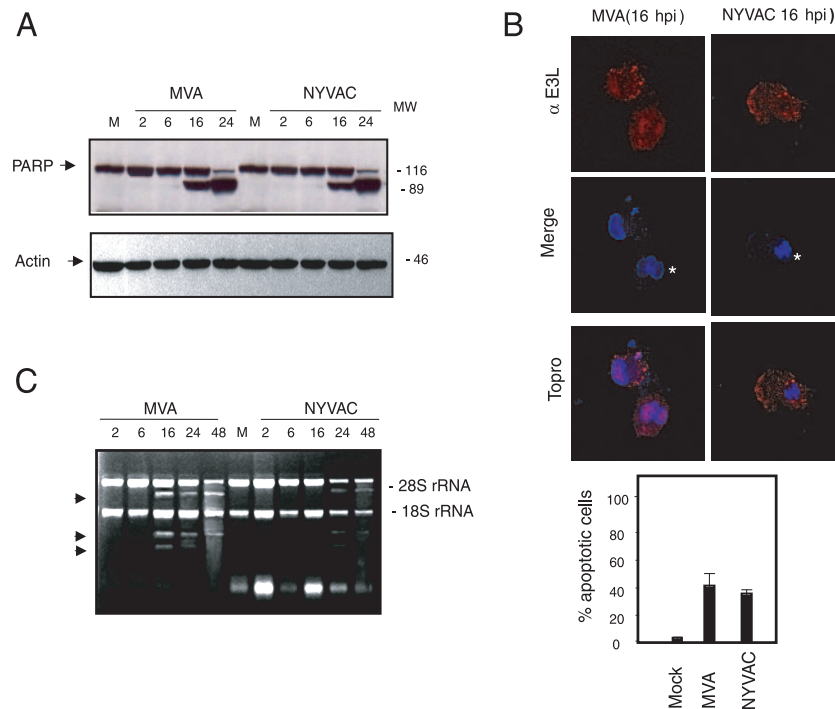 A
MVA NYVAC
M 2 6 16 24 M 2 6 16 24 MW
PARP - 116
- 89
Actin - 46
B
MVA(16 hpi) NYVAC 16 hpi)
α E3L
Merge
*
*
Topro
% apoptotic cells
100
80
60
40
20
0
Mock
MVA
NYVAC
C
MVA NYVAC
2 6 16 24 48 M 2 6 16 24 48
- 28S rRNA
- 18S rRNA